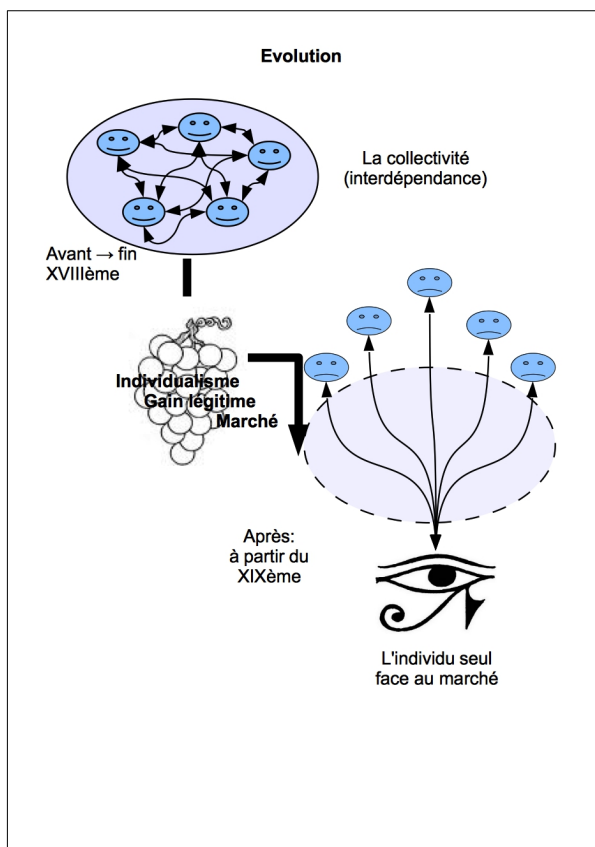 Evolution
La collectivité
(interdépendance)
Avant → fin
XVIIIème
Individualisme
Gain légitime
Marché
Après:
à partir du
XIXème
L'individu seul
face au marché